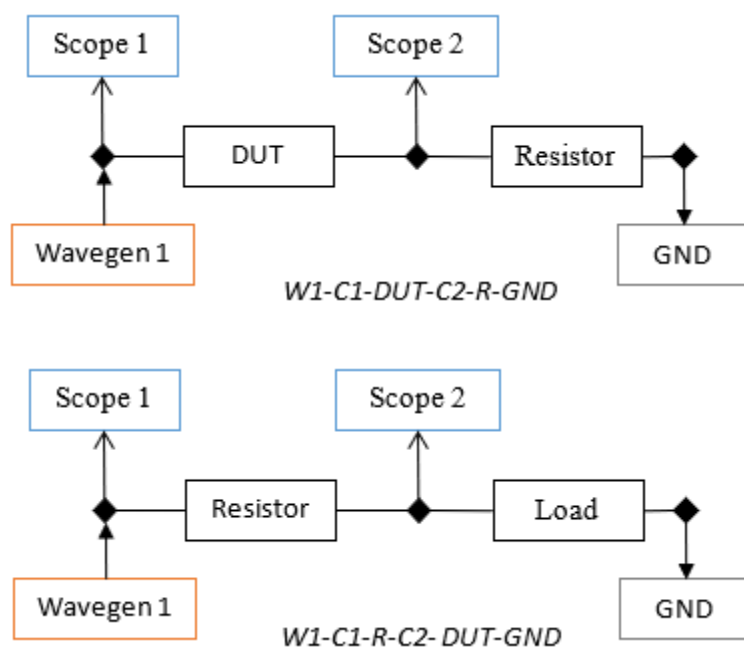 Scope 1
Scope 2
DUT
Resistor
Wavegen 1
GND
W1-C1-DUT-C2-R-GND
Scope 1
Scope 2
Resistor
Load
Wavegen 1
GND
W1-C1-R-C2- DUT-GND